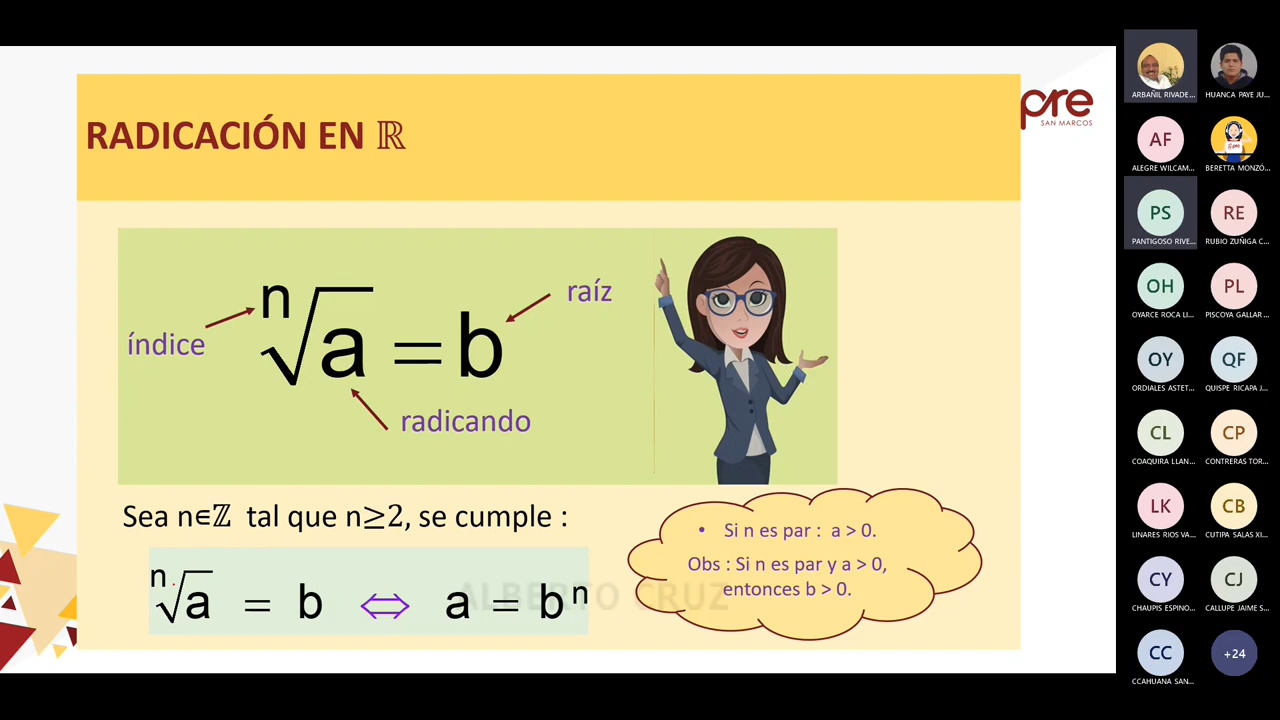 RADICACIÓN EN ℝ
pre
SAN MARCOS
índice
n√a = b
raíz
radicando
Sea n∈ℤ tal que n≥2, se cumple :
n√a = b ⇔ a = bⁿ
• Si n es par : a > 0.
Obs : Si n es par y a > 0,
entonces b > 0.
ALBERTO CRUZ
ARBAÑIL RIVADE...
HUANCA PAYE JU...
AF
ALEGRE WILCAM...
BERETTA MONZÓ...
PS
PANTIGOSO RIVE...
RE
RUBIO ZUÑIGA C...
OH
OYARCE ROCA LI...
PL
PISCOYA GALLAR ...
OY
ORDIALES ASTET...
QF
QUISPE RICAPA J...
CL
COAQUIRA LLAN...
CP
CONTRERAS TOR...
LK
LINARES RIOS VA...
CB
CUTIPA SALAS XI...
CY
CHAUPIS ESPINO...
CJ
CALLUPE JAIME S...
CC
CCAHUANA SAN...
+24